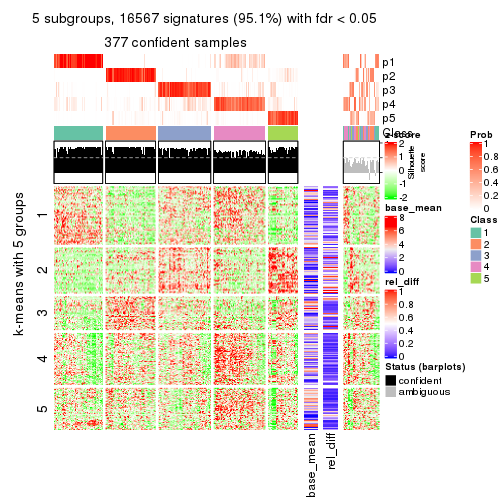 5 subgroups, 16567 signatures (95.1%) with fdr < 0.05
377 confident samples
p1
p2
p3
p4
p5
Class
z-score
2
1
0
-1
-2
Silhouette
score
Prob
1
0.8
0.6
0.4
0.2
0
base_mean
8
6
4
2
0
Class
1
2
3
4
5
rel_diff
1
0.8
0.6
0.4
0.2
0
Status (barplots)
confident
ambiguous
k-means with 5 groups
1
2
3
4
5
base_mean
rel_diff